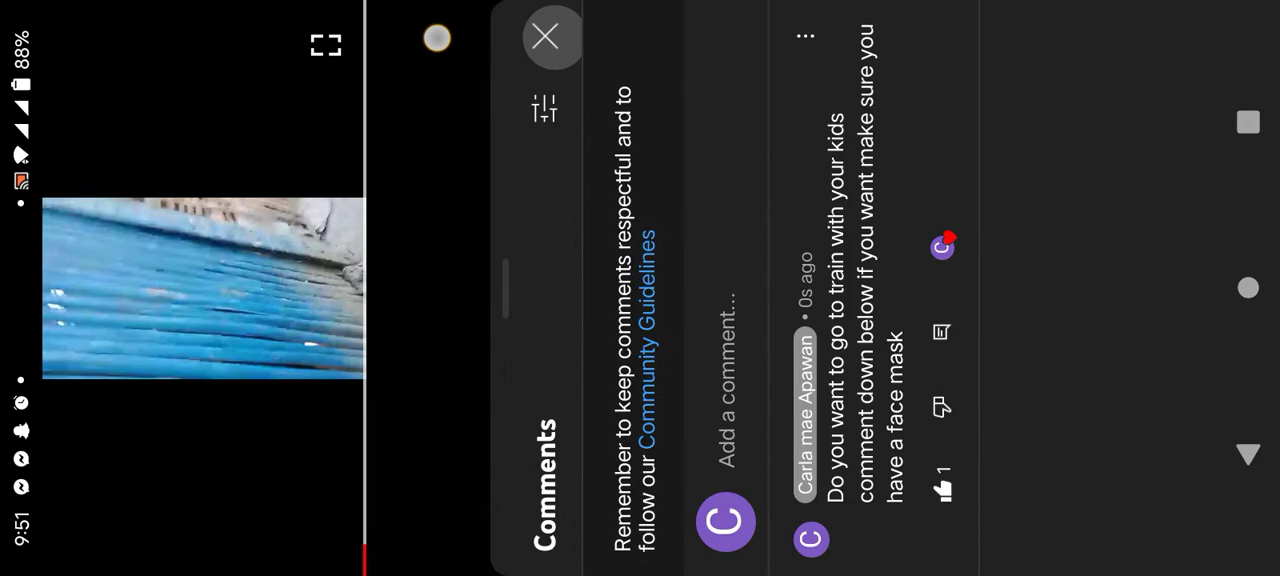 9:51
88%
Comments
Remember to keep comments respectful and to
follow our Community Guidelines
C
Add a comment...
C
Carla mae Apawan • 0s ago
Do you want to go to train with your kids
comment down below if you want make sure you
have a face mask
1
C